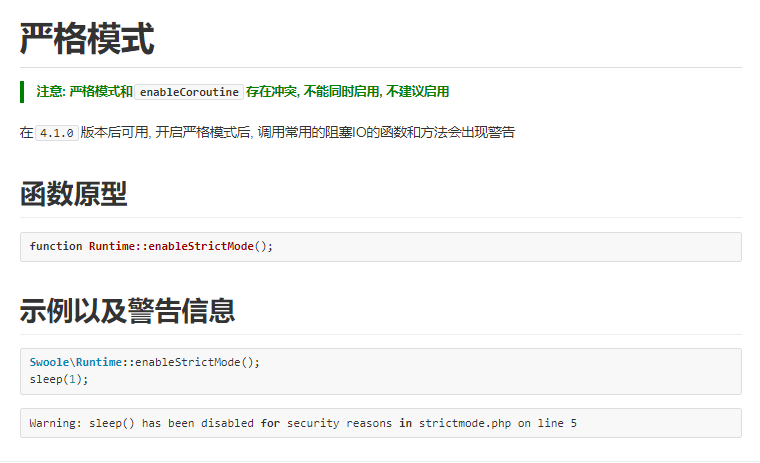 严格模式
注意: 严格模式和 enableCoroutine 存在冲突, 不能同时启用, 不建议启用
在 4.1.0 版本后可用, 开启严格模式后, 调用常用的阻塞IO的函数和方法会出现警告
函数原型
function Runtime::enableStrictMode();
示例以及警告信息
Swoole\Runtime::enableStrictMode();
sleep(1);
Warning: sleep() has been disabled for security reasons in strictmode.php on line 5